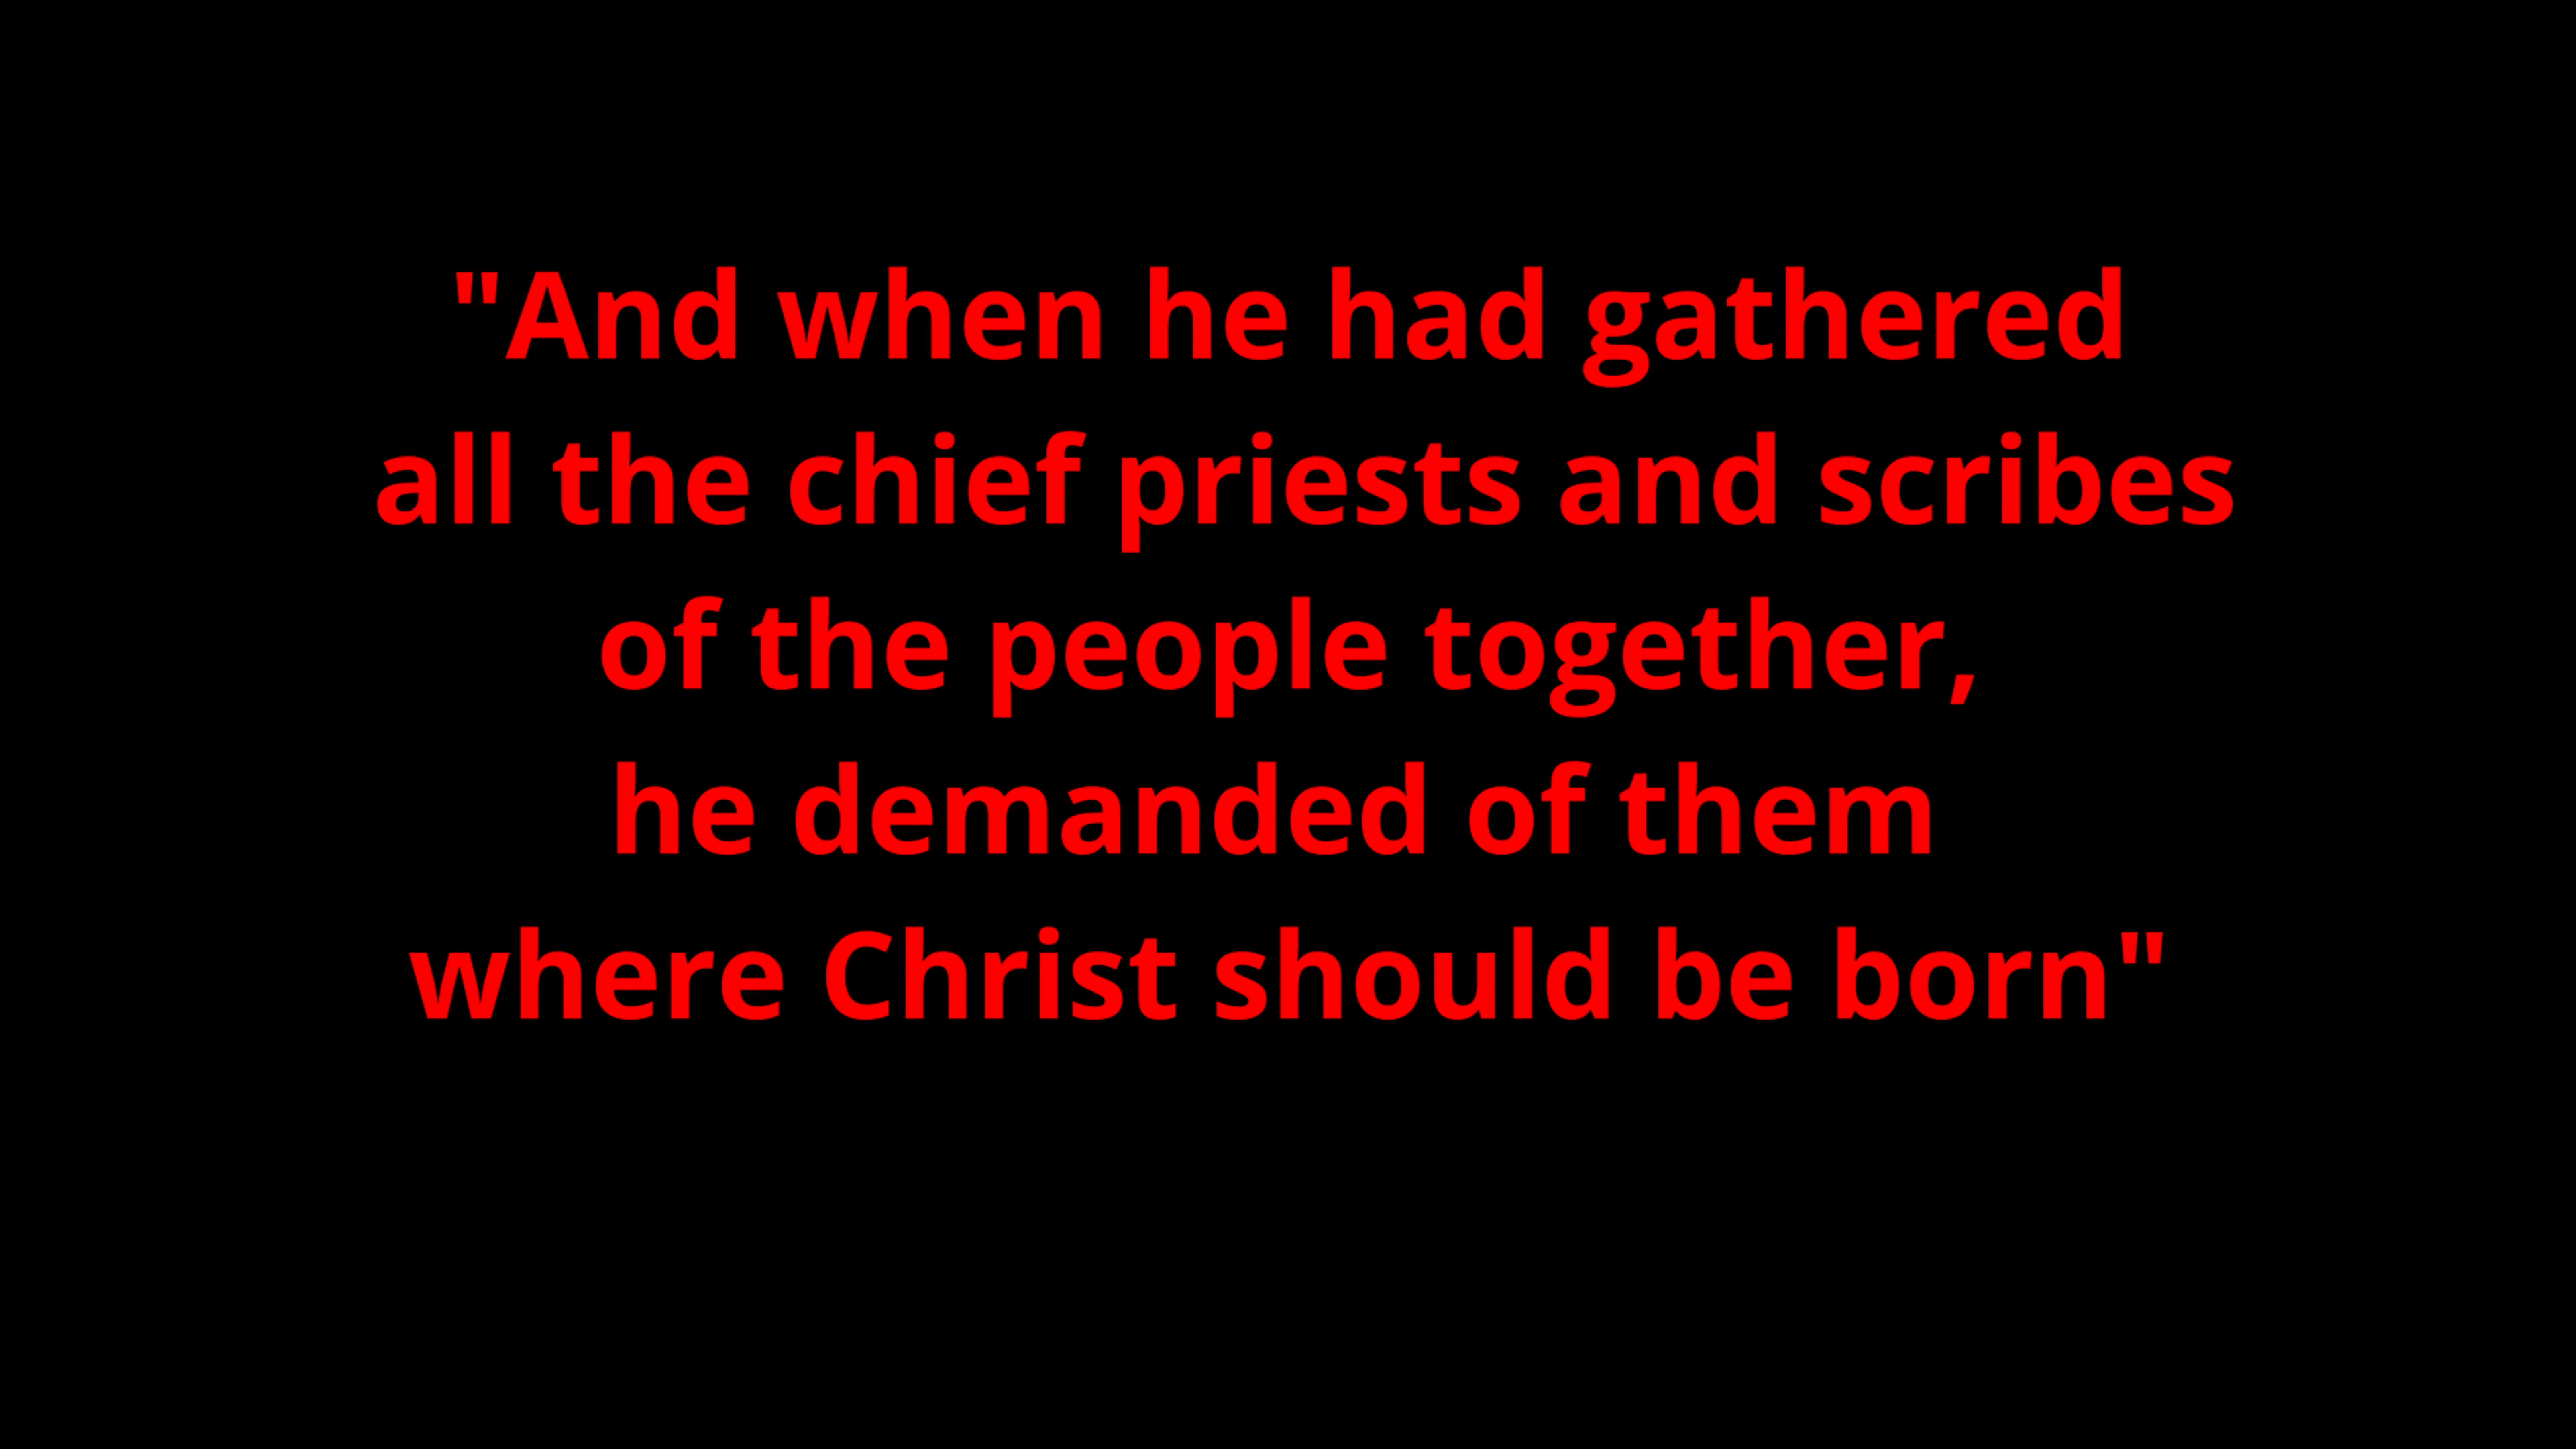 "And when he had gathered
all the chief priests and scribes
of the people together,
he demanded of them
where Christ should be born"